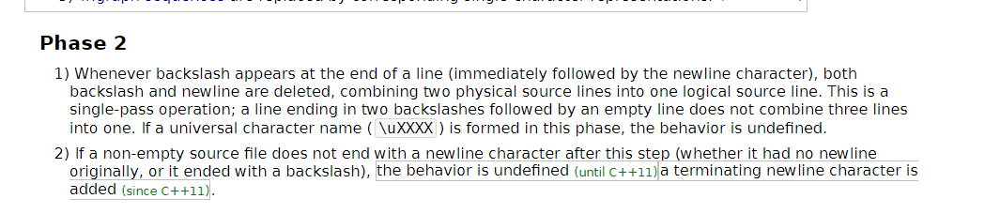 Phase 2
1) Whenever backslash appears at the end of a line (immediately followed by the newline character), both
backslash and newline are deleted, combining two physical source lines into one logical source line. This is a
single-pass operation; a line ending in two backslashes followed by an empty line does not combine three lines
into one. If a universal character name ( \uXXXX ) is formed in this phase, the behavior is undefined.
2) If a non-empty source file does not end with a newline character after this step (whether it had no newline
originally, or it ended with a backslash), the behavior is undefined (until C++11) a terminating newline character is
added (since C++11).